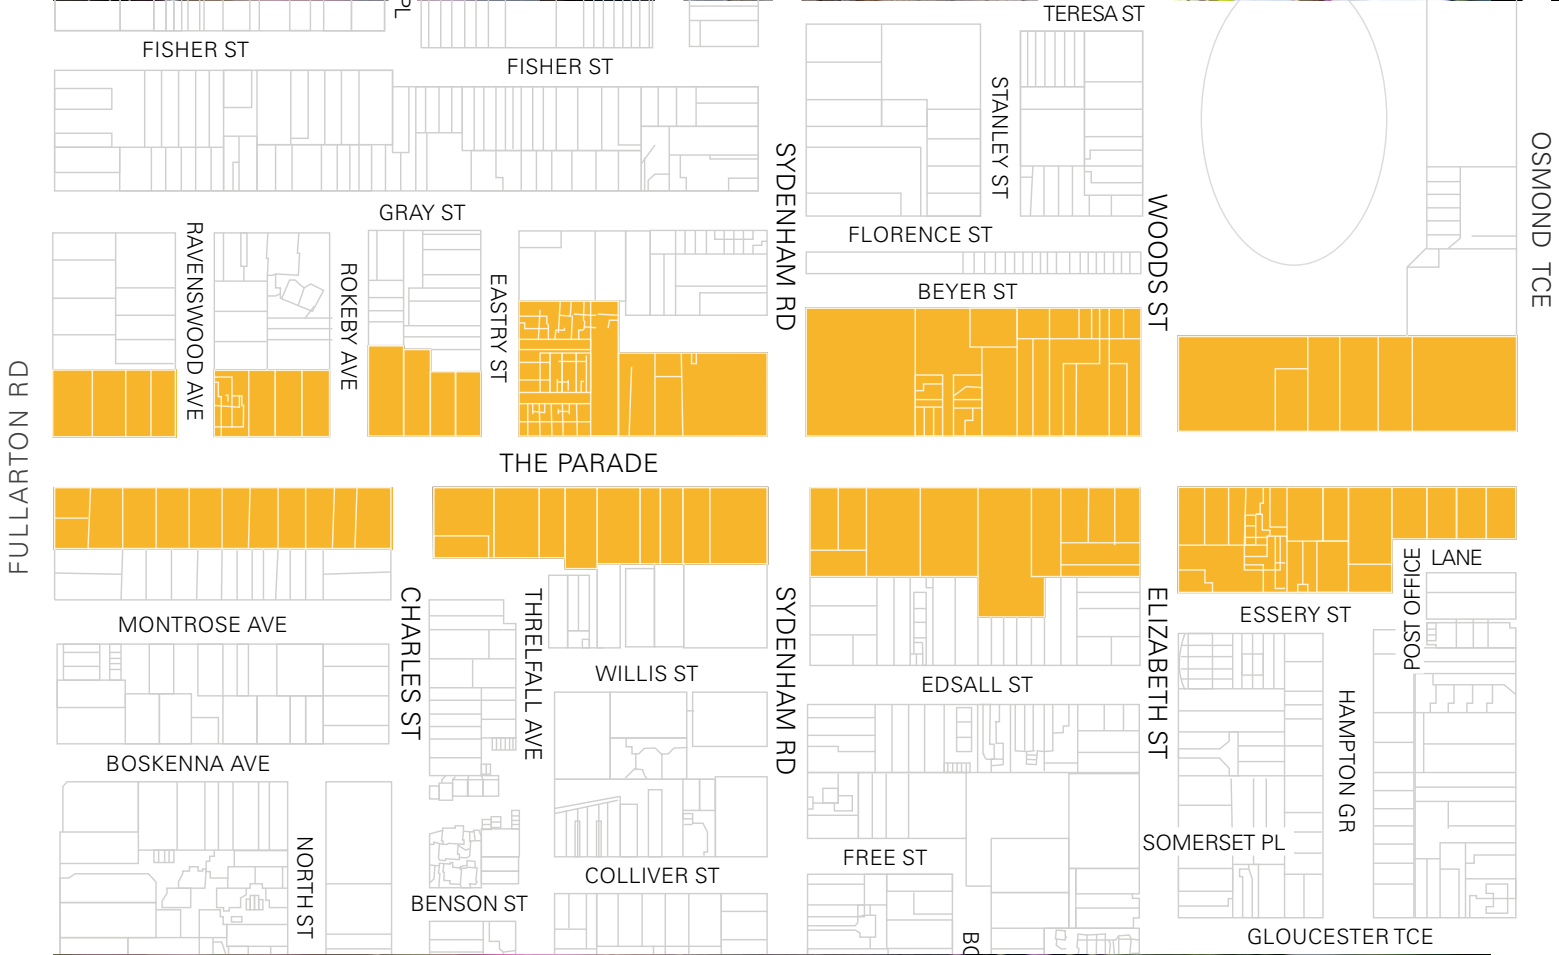 PL
TERESA ST
FISHER ST
FISHER ST
STANLEY ST
SYDENHAM RD
OSMOND TCE
WOODS ST
GRAY ST
RAVENSWOOD AVE
FLORENCE ST
ROKEBY AVE
EASTRY ST
BEYER ST
FULLARTON RD
THE PARADE
POST OFFICE
LANE
CHARLES ST
THRELFALL AVE
SYDENHAM RD
ELIZABETH ST
ESSERY ST
MONTROSE AVE
WILLIS ST
EDSALL ST
HAMPTON GR
BOSKENNA AVE
NORTH ST
SOMERSET PL
FREE ST
COLLIVER ST
BENSON ST
GLOUCESTER TCE